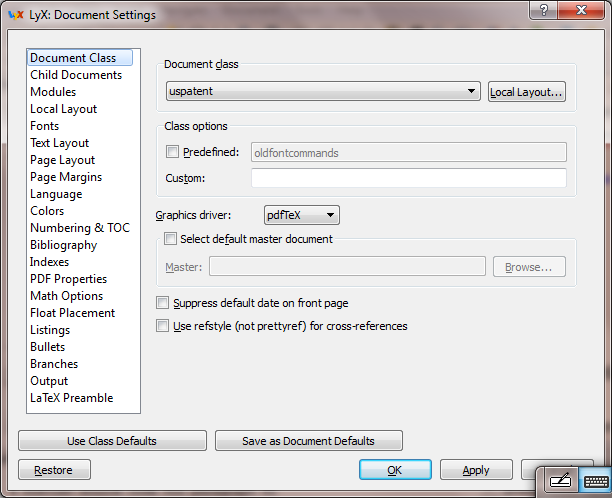 LyX: Document Settings
Document Class
Child Documents
Modules
Local Layout
Fonts
Text Layout
Page Layout
Page Margins
Language
Colors
Numbering & TOC
Bibliography
Indexes
PDF Properties
Math Options
Float Placement
Listings
Bullets
Branches
Output
LaTeX Preamble
Document class
uspatent
Local Layout...
Class options
Predefined:
oldfontcommands
Custom:
Graphics driver:
pdfTeX
Select default master document
Master:
Browse...
Suppress default date on front page
Use refstyle (not prettyref) for cross-references
Use Class Defaults
Save as Document Defaults
Restore
OK
Apply